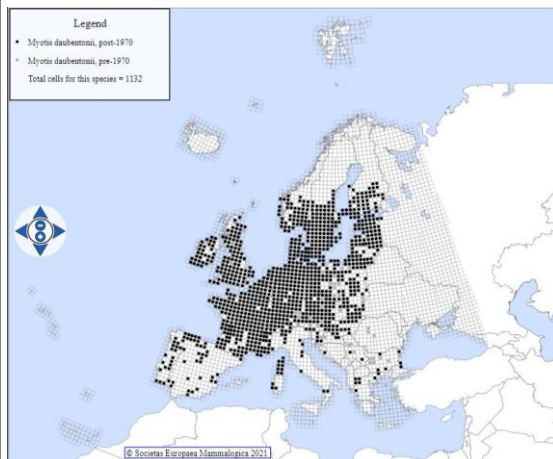 Legend
Myotis daubentonii, post-1970
Myotis daubentonii, pre-1970
Total cells for this species = 1132
© Societas Europaea Mammalogica 2021